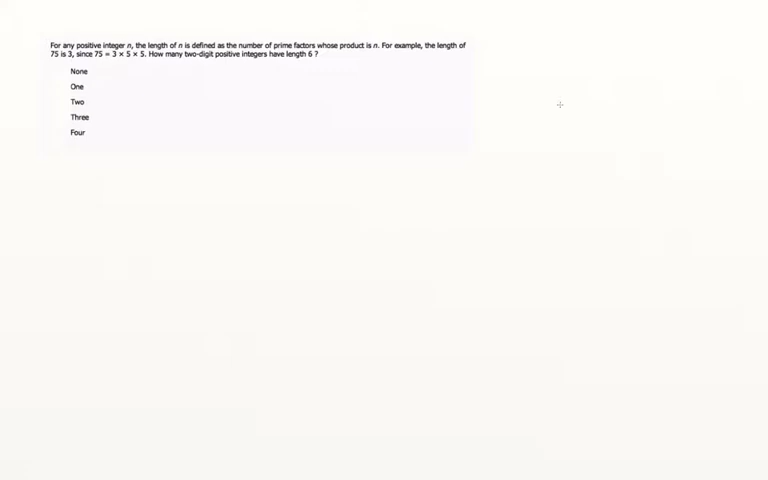 For any positive integer n, the length of n is defined as the number of prime factors whose product is n. For example, the length of
75 is 3, since 75 = 3 × 5 × 5. How many two-digit positive integers have length 6 ?
None
One
Two
Three
Four